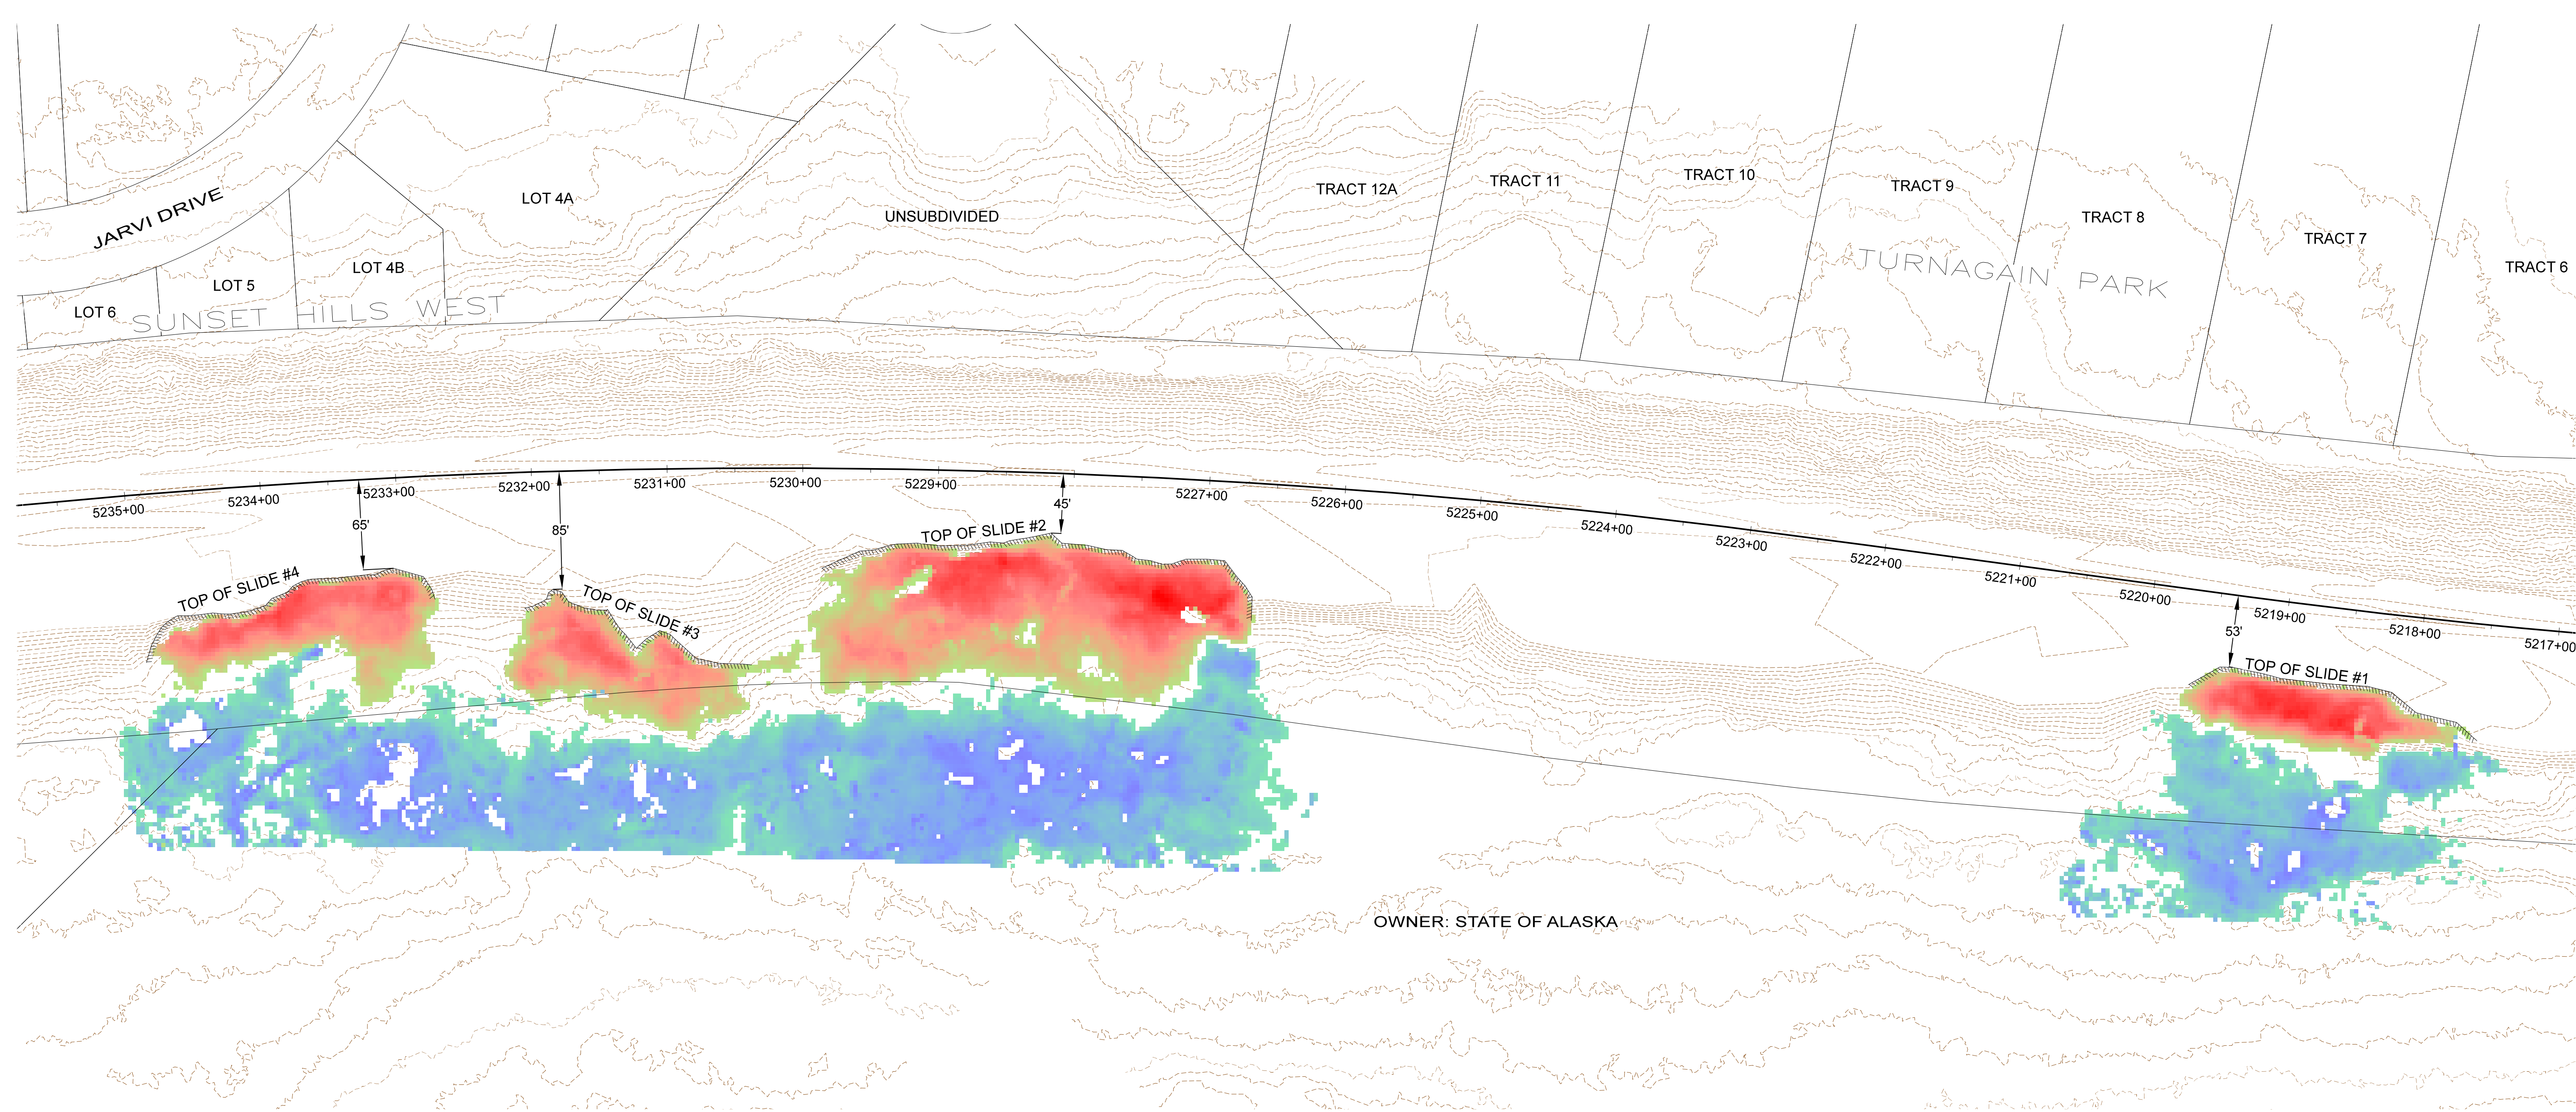 JARVI DRIVE
LOT 4A
UNSUBDIVIDED
TRACT 12A
TRACT 11
TRACT 10
TRACT 9
TRACT 8
TRACT 7
TRACT 6
LOT 6
LOT 5
LOT 4B
SUNSET HILLS WEST
TURNAGAIN PARK
5235+00
5234+00
5233+00
5232+00
5231+00
5230+00
5229+00
5227+00
5226+00
5225+00
5224+00
5223+00
5222+00
5221+00
5220+00
5219+00
5218+00
5217+00
65'
85'
45'
53'
TOP OF SLIDE #4
TOP OF SLIDE #3
TOP OF SLIDE #2
TOP OF SLIDE #1
OWNER: STATE OF ALASKA